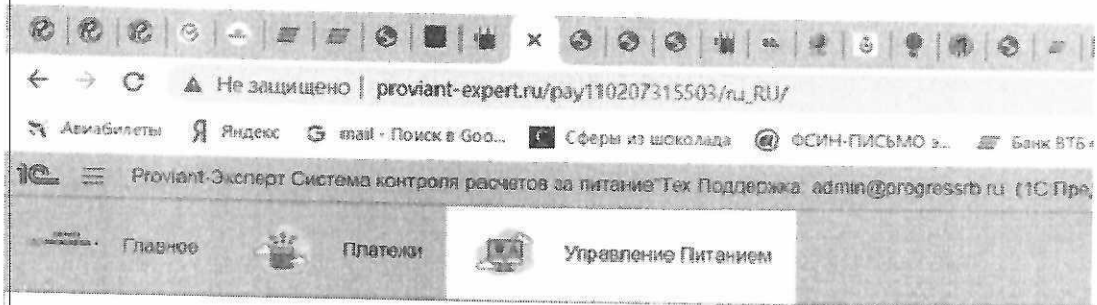 Не защищено | proviant-expert.ru/pay110207315503/ru_RU/
Авиабилеты Яндекс mail - Поиск в Goo... Сферы из шоколада ФСИН-ПИСЬМО э... Банк ВТБ
1С Proviant-Эксперт Система контроля расчетов за питание"Тех Поддержка: admin@progressrb.ru (1С:Пре,
Главное Платежи Управление Питанием